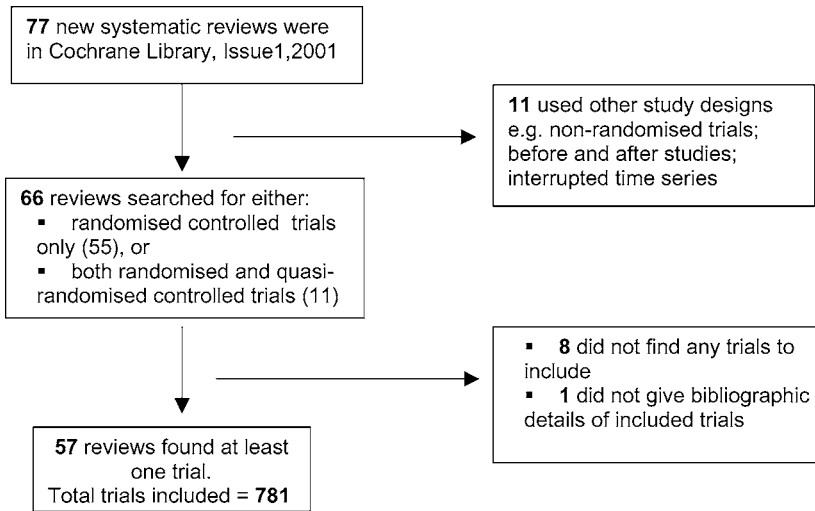 77 new systematic reviews were
in Cochrane Library, Issue1,2001
11 used other study designs
e.g. non-randomised trials;
before and after studies;
interrupted time series
66 reviews searched for either:
▪ randomised controlled trials
only (55), or
▪ both randomised and quasi-
randomised controlled trials (11)
▪ 8 did not find any trials to
include
▪ 1 did not give bibliographic
details of included trials
57 reviews found at least
one trial.
Total trials included = 781